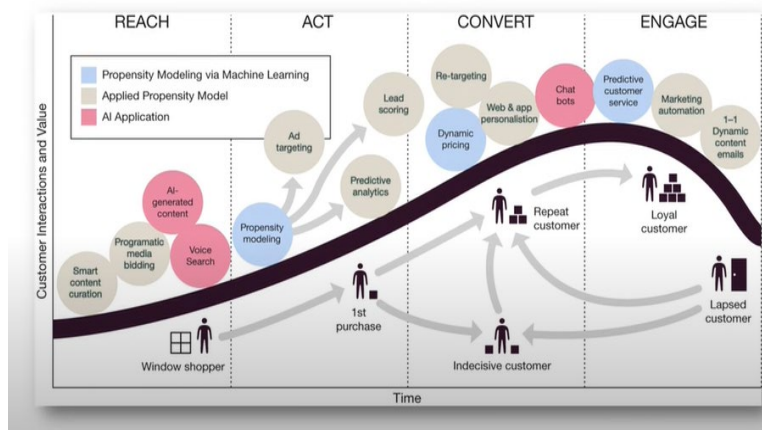 REACH
ACT
CONVERT
ENGAGE
Propensity Modeling via Machine Learning
Applied Propensity Model
AI Application
Customer Interactions and Value
Smart
content
curation
Programatic
media
bidding
AI-
generated
content
Voice
Search
Propensity
modeling
Ad
targeting
Lead
scoring
Predictive
analytics
Re-targeting
Dynamic
pricing
Web & app
personalistion
Chat
bots
Predictive
customer
service
Marketing
automation
1–1
Dynamic
content
emails
Window shopper
1st
purchase
Repeat
customer
Indecisive customer
Loyal
customer
Lapsed
customer
Time